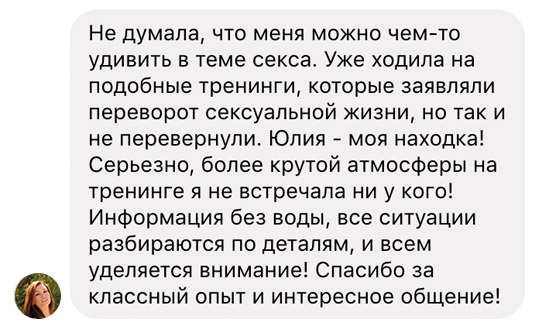 Не думала, что меня можно чем-то
удивить в теме секса. Уже ходила на
подобные тренинги, которые заявляли
переворот сексуальной жизни, но так и
не перевернули. Юлия - моя находка!
Серьезно, более крутой атмосферы на
тренинге я не встречала ни у кого!
Информация без воды, все ситуации
разбираются по деталям, и всем
уделяется внимание! Спасибо за
классный опыт и интересное общение!